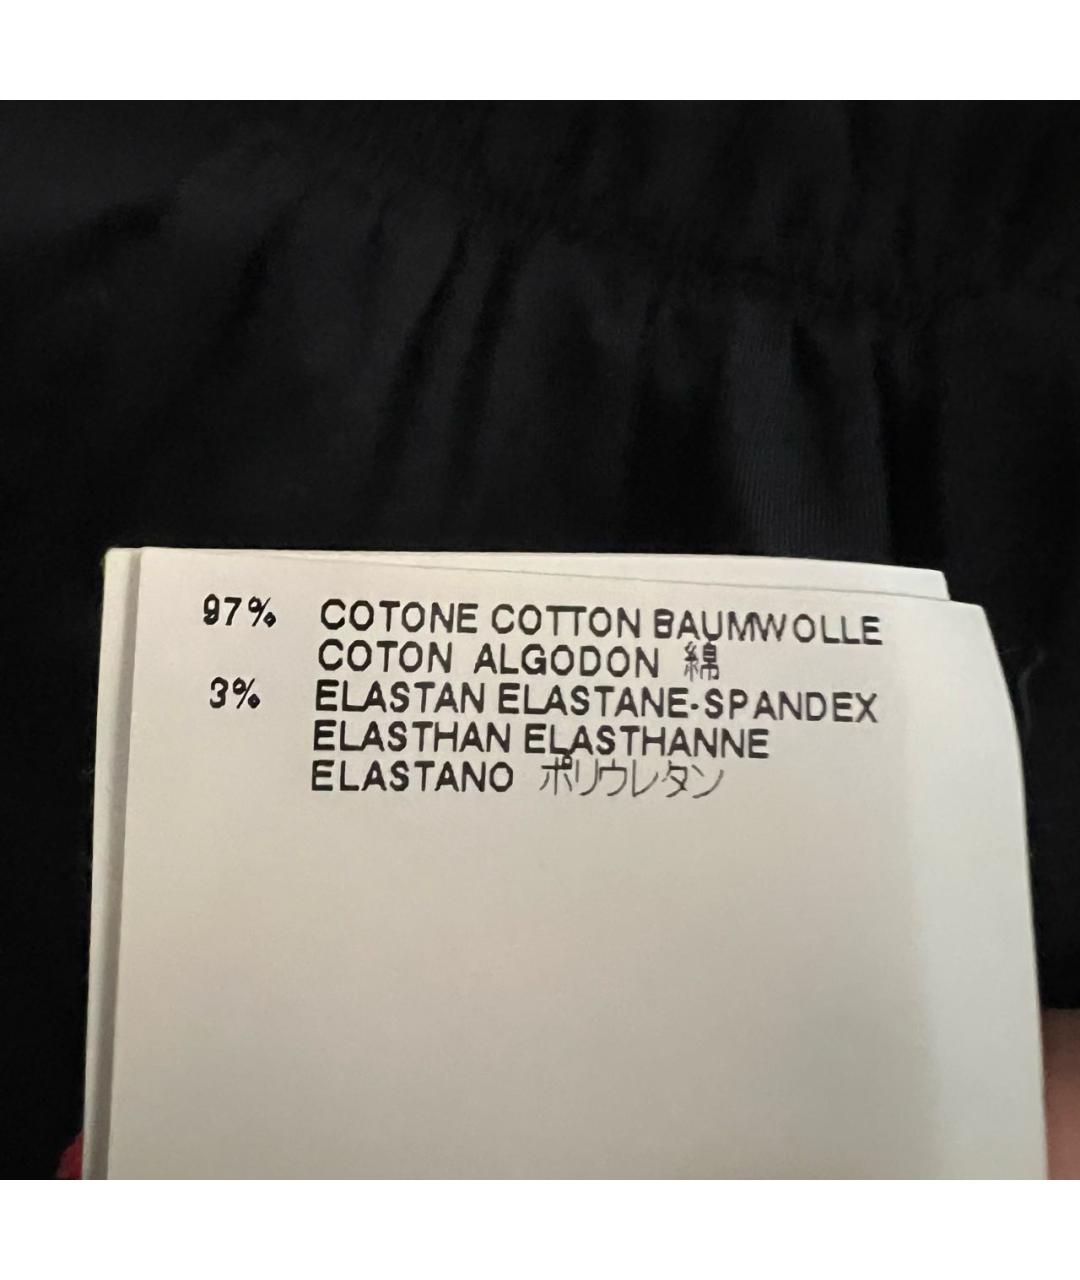 97% COTONE COTTON BAUMWOLLE
COTON ALGODON 綿
3% ELASTAN ELASTANE-SPANDEX
ELASTHAN ELASTHANNE
ELASTANO ポリウレタン